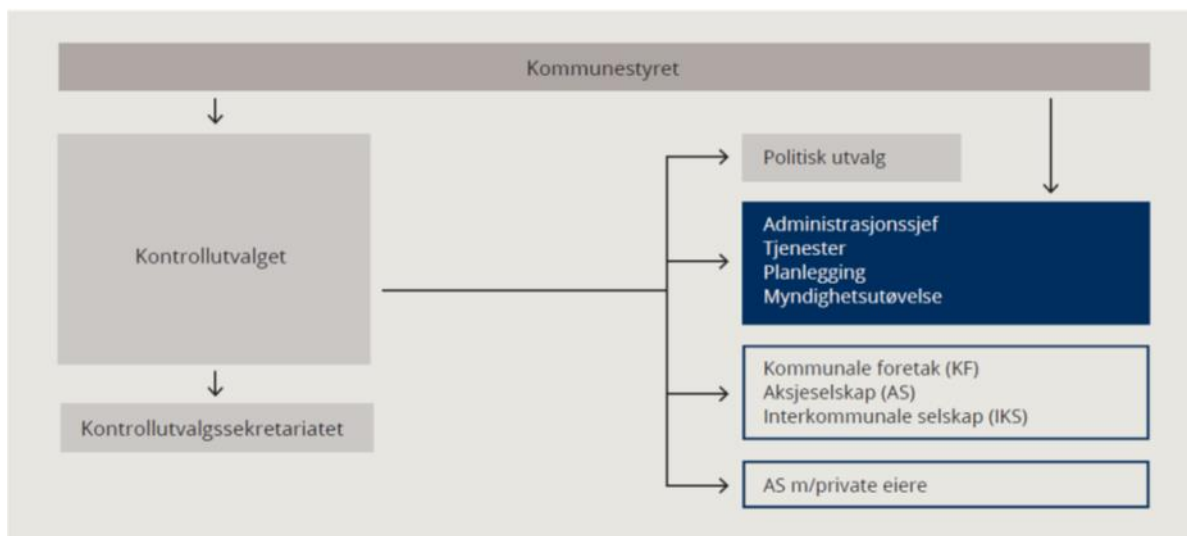 Kommunestyret
Kontrollutvalget
Kontrollutvalgssekretariatet
Politisk utvalg
Administrasjonssjef
Tjenester
Planlegging
Myndighetsutøvelse
Kommunale foretak (KF)
Aksjeselskap (AS)
Interkommunale selskap (IKS)
AS m/private eiere